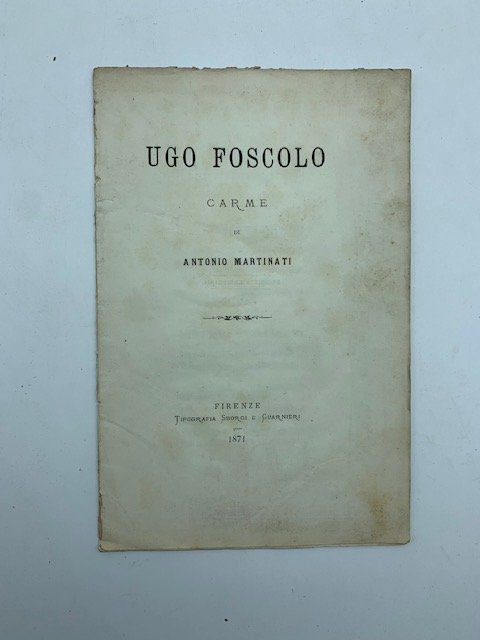 UGO FOSCOLO
CARME
DI
ANTONIO MARTINATI
FIRENZE
TIPOGRAFIA SBORGI E GUARNIERI
1871